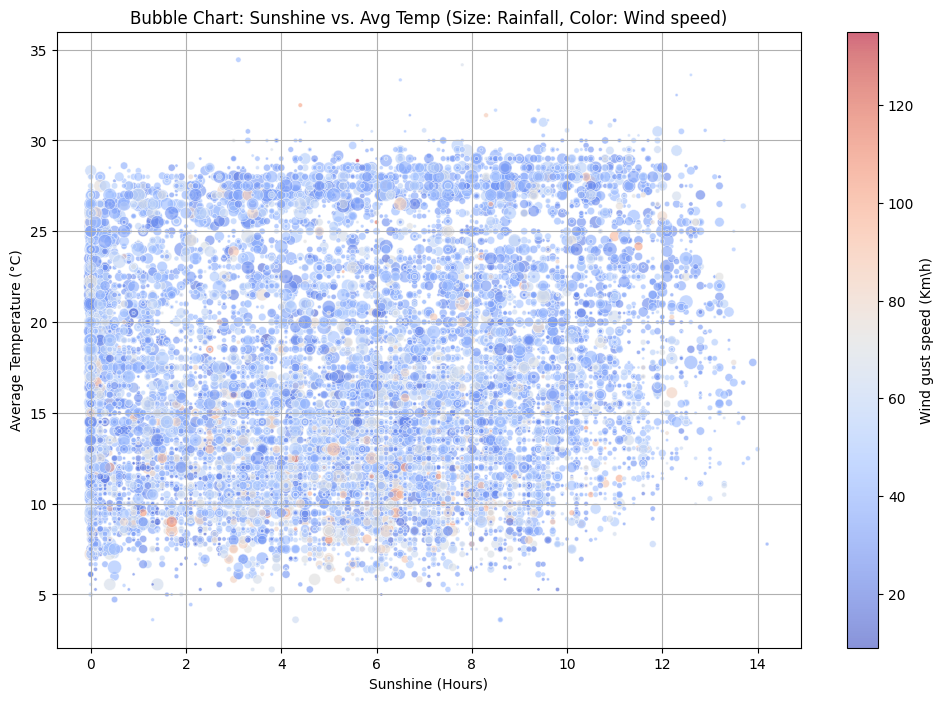 Bubble Chart: Sunshine vs. Avg Temp (Size: Rainfall, Color: Wind speed)
35
30
25
20
15
10
5
Average Temperature (°C)
0 2 4 6 8 10 12 14
Sunshine (Hours)
120
100
80
60
40
20
Wind gust speed (Km\h)